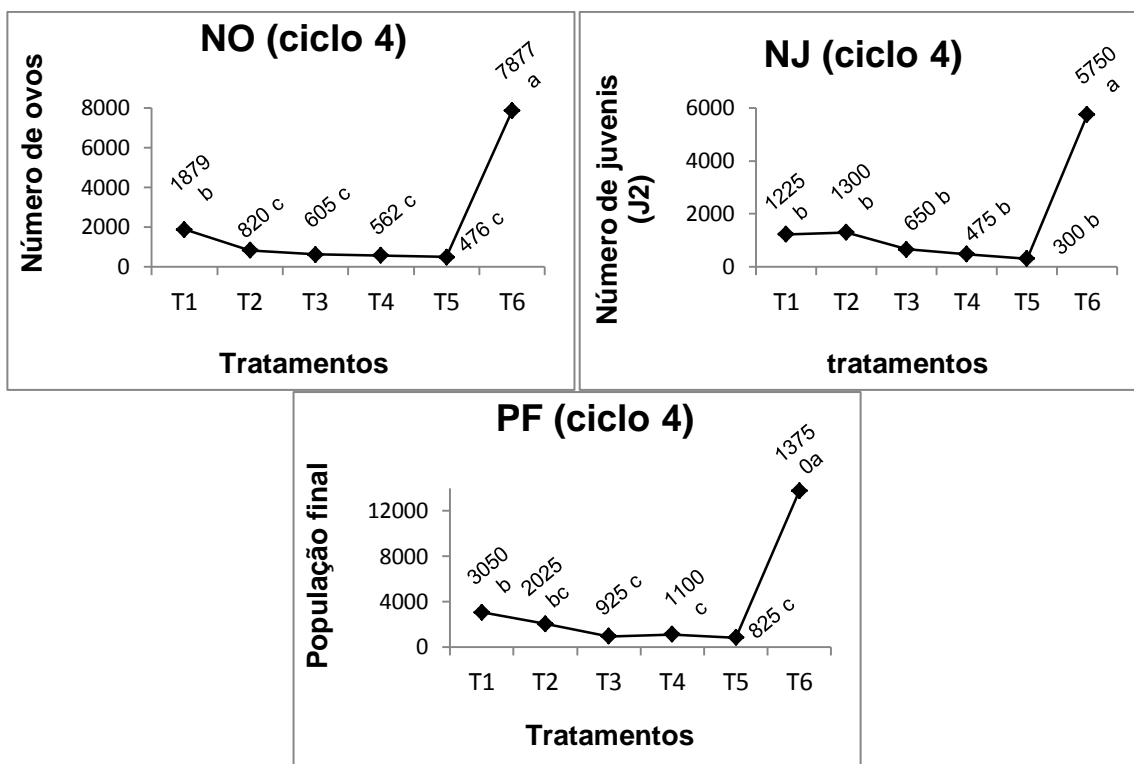 NO (ciclo 4)
Número de ovos
8000
6000
4000
2000
0
1879
b
820 c
605 c
562 c
476 c
7877
a
T1 T2 T3 T4 T5 T6
Tratamentos
NJ (ciclo 4)
Número de juvenis
(J2)
6000
4000
2000
0
1225
b
1300
b
650 b
475 b
300 b
5750
a
T1 T2 T3 T4 T5 T6
tratamentos
PF (ciclo 4)
População final
12000
8000
4000
0
3050
b
2025
bc
925 c
1100
c
825 c
1375
0a
T1 T2 T3 T4 T5 T6
Tratamentos